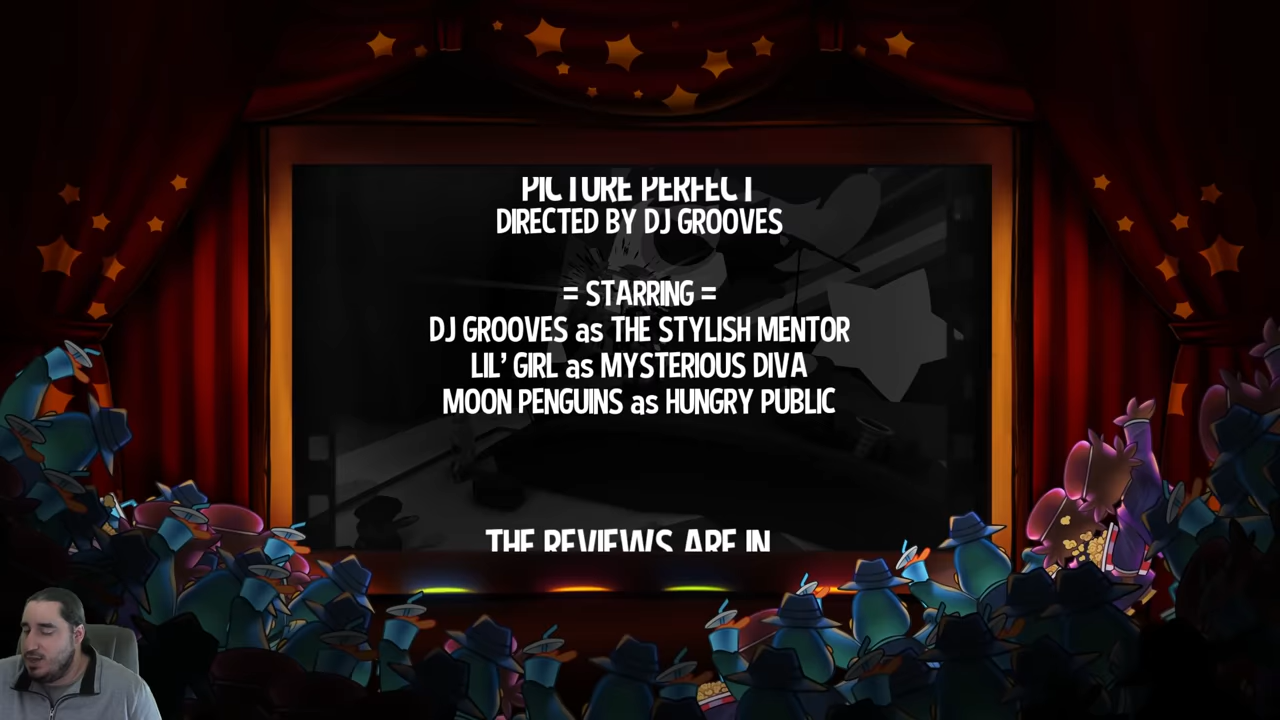 PICTURE PERFECT
DIRECTED BY DJ GROOVES
= STARRING =
DJ GROOVES as THE STYLISH MENTOR
LIL' GIRL as MYSTERIOUS DIVA
MOON PENGUINS as HUNGRY PUBLIC
THE REVIEWS ARE IN